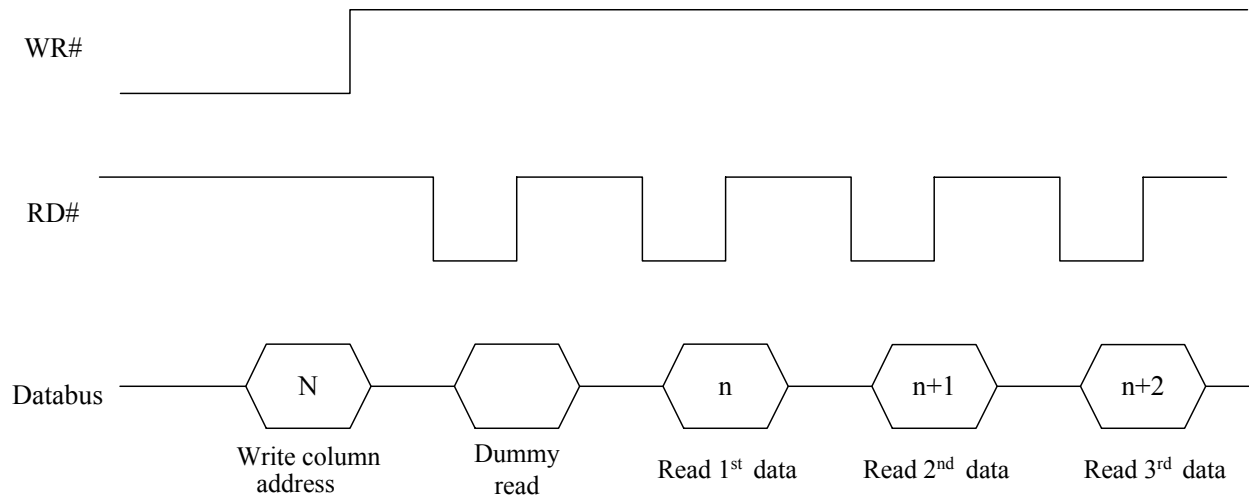 WR#
RD#
Databus
N
n
n+1
n+2
Write column
address
Dummy
read
Read 1st data
Read 2nd data
Read 3rd data